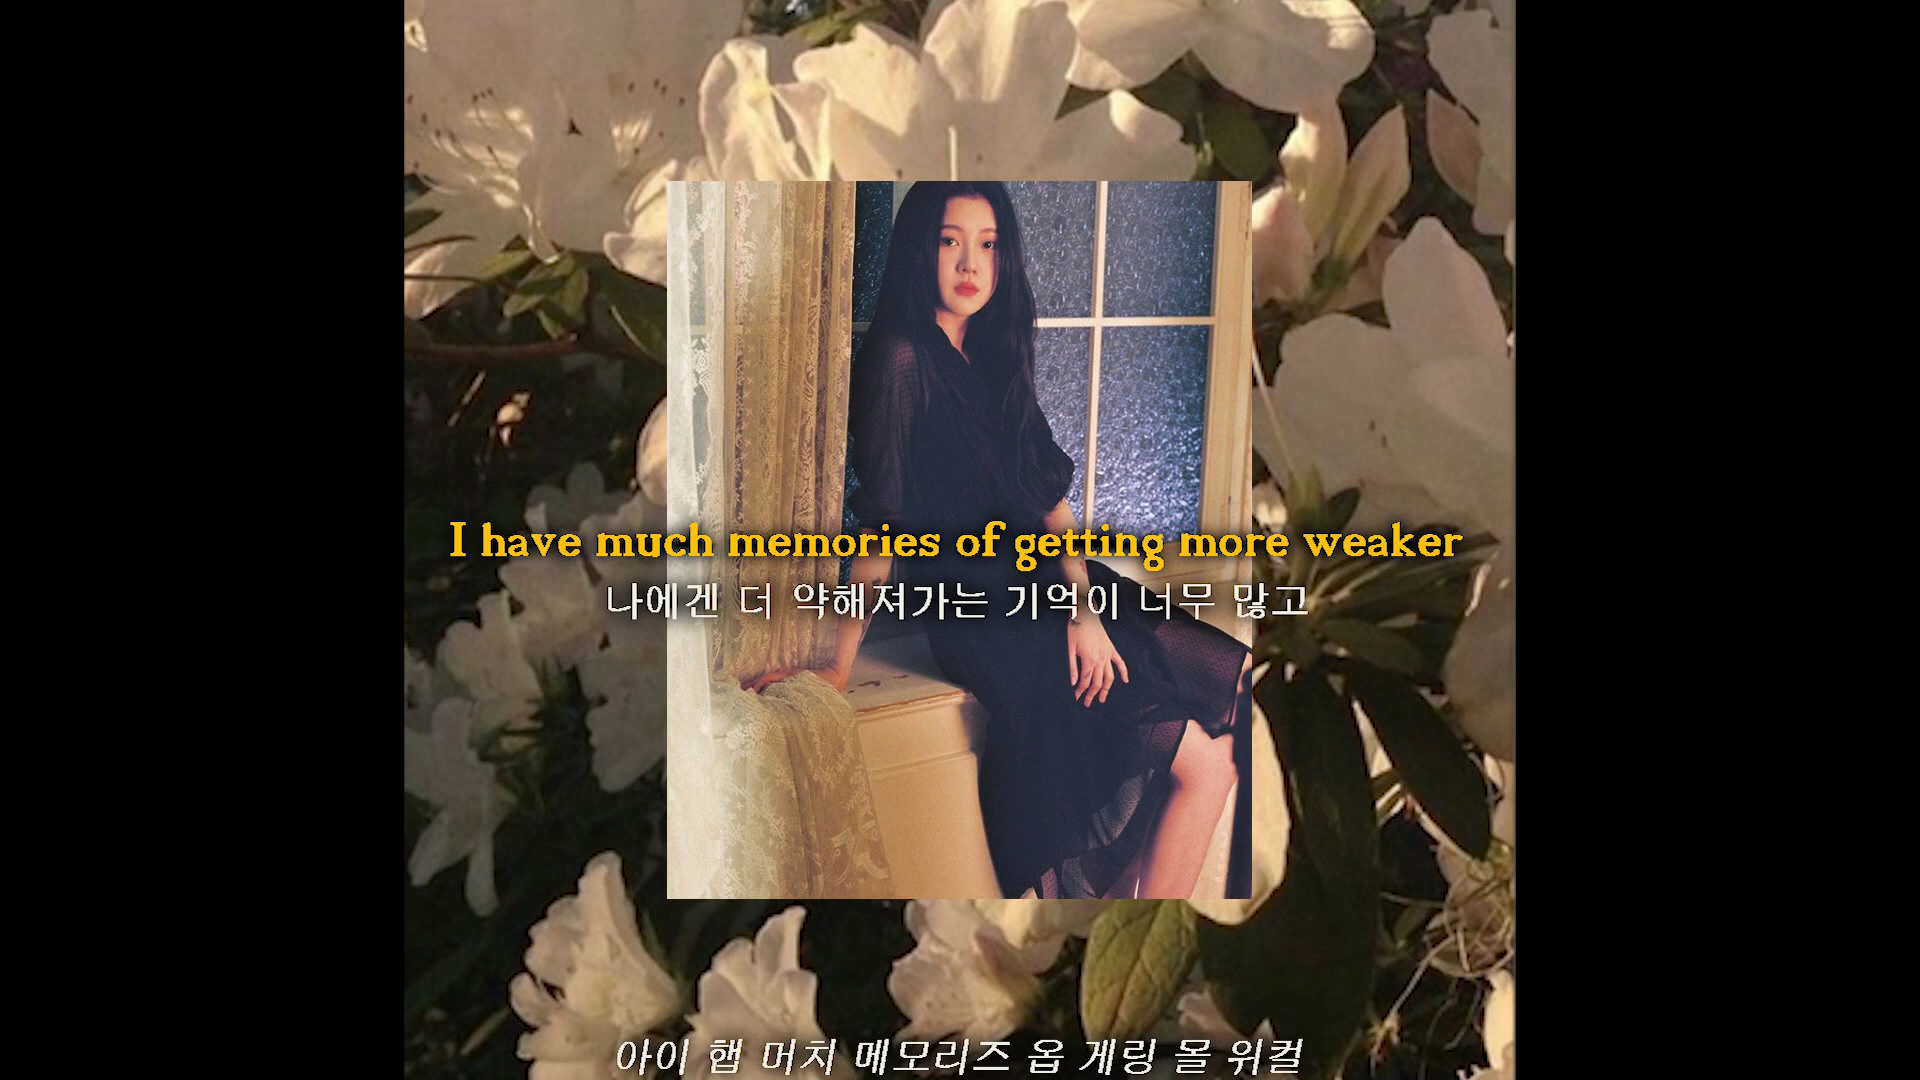 I have much memories of getting more weaker
나에겐 더 약해져가는 기억이 너무 많고
아이 햅 머치 메모리즈 옵 게링 몰 위컬